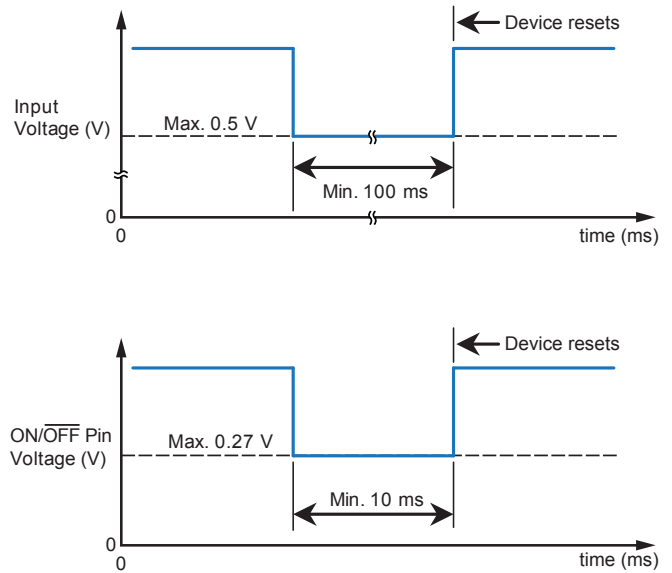 Device resets
Input
Voltage (V)
Max. 0.5 V
Min. 100 ms
0
0
time (ms)
Device resets
ON/OFF Pin
Voltage (V)
Max. 0.27 V
Min. 10 ms
0
0
time (ms)